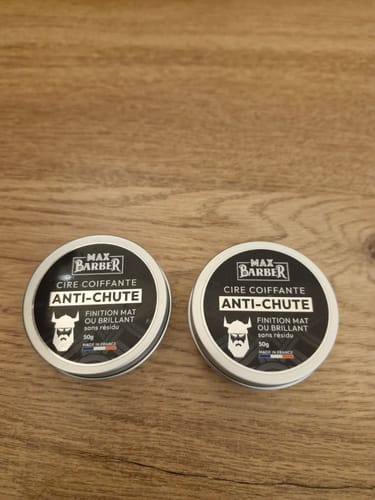 MAX
BARBER
CIRE COIFFANTE
ANTI-CHUTE
FINITION MAT
OU BRILLANT
sans résidu
50g
MADE IN FRANCE
MAX
BARBER
CIRE COIFFANTE
ANTI-CHUTE
FINITION MAT
OU BRILLANT
sans résidu
50g
MADE IN FRANCE